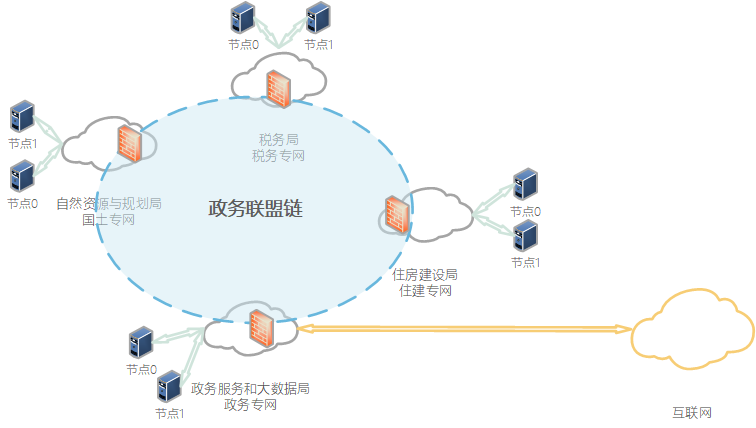 节点0
节点1
税务局
税务专网
节点1
节点0
自然资源与规划局
国土专网
政务联盟链
节点0
节点1
住房建设局
住建专网
节点0
节点1
政务服务和大数据局
政务专网
互联网